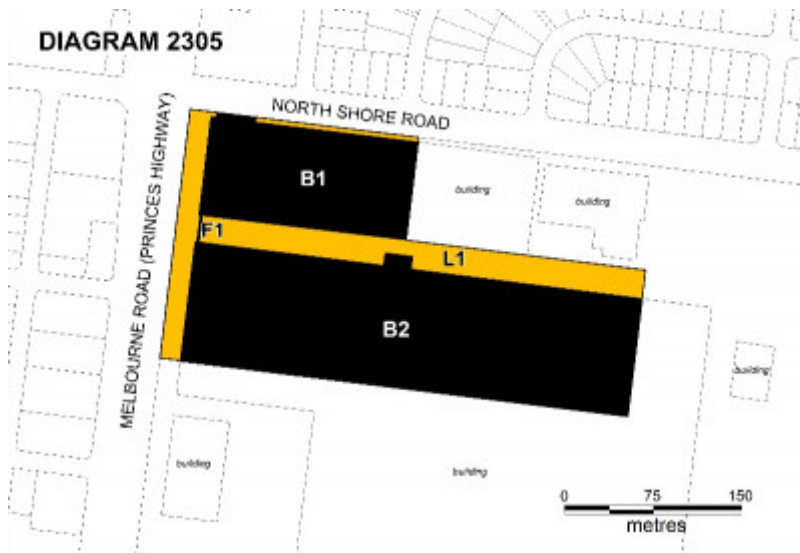 DIAGRAM 2305
NORTH SHORE ROAD
MELBOURNE ROAD (PRINCES HIGHWAY)
B1
building
building
F1
L1
B2
building
building
building
0 75 150
metres